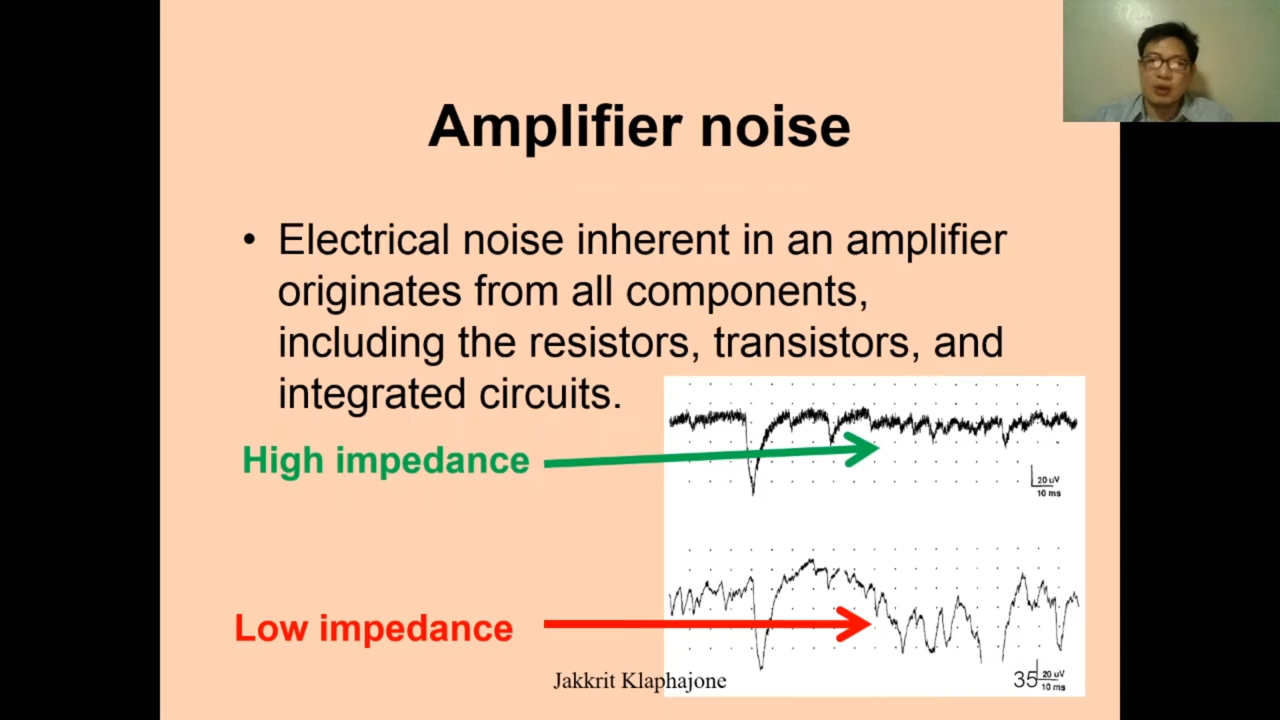 Amplifier noise
• Electrical noise inherent in an amplifier
originates from all components,
including the resistors, transistors, and
integrated circuits.
High impedance
20 uV
10 ms
Low impedance
Jakkrit Klaphajone
35
20 uV
10 ms